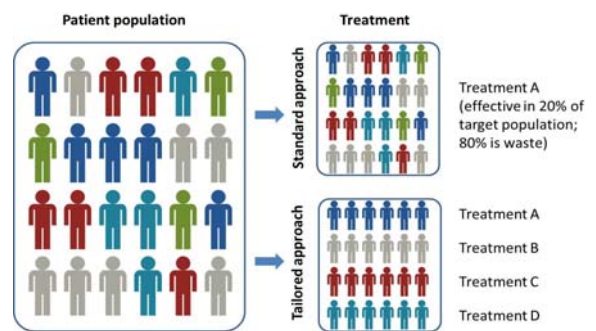 Patient population
Treatment
Standard approach
Treatment A
(effective in 20% of
target population;
80% is waste)
Tailored approach
Treatment A
Treatment B
Treatment C
Treatment D